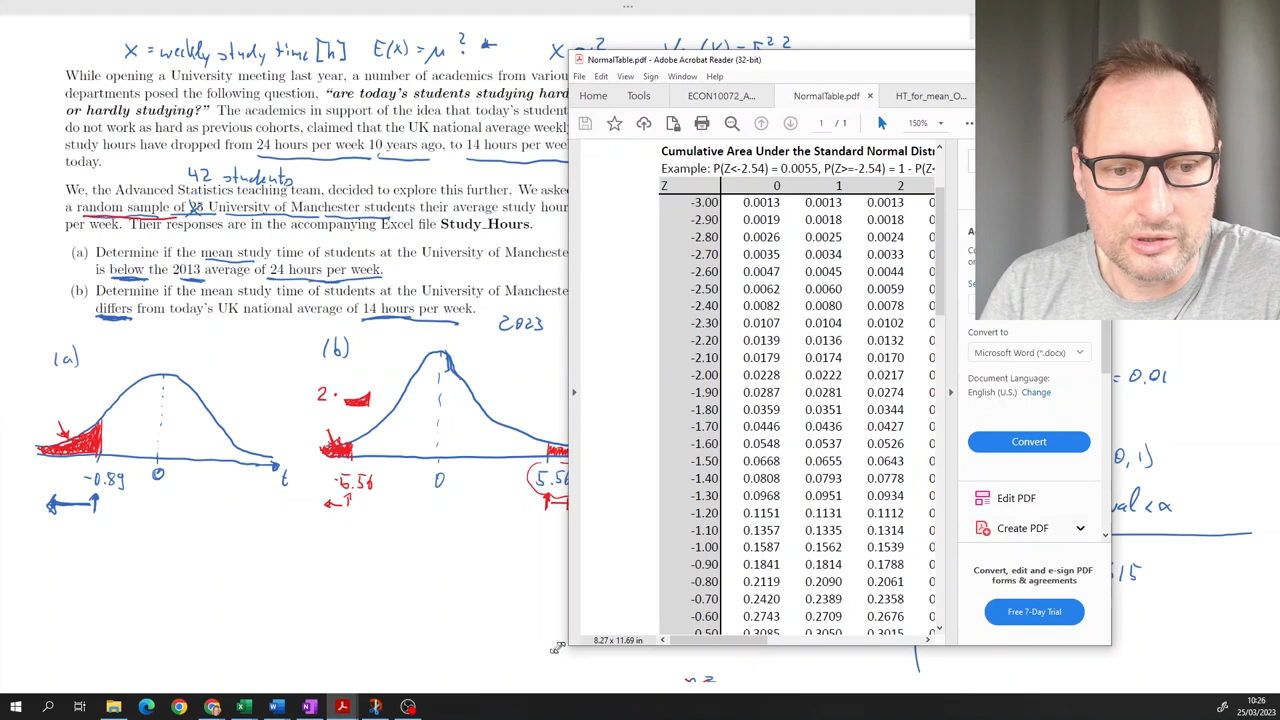 X = weekly study time [h] E(X) = μ ?
While opening a University meeting last year, a number of academics from variou
departments posed the following question, "are today's students studying hard
or hardly studying?" The academics in support of the idea that today's student
do not work as hard as previous cohorts, claimed that the UK national average weekly
study hours have dropped from 24 hours per week 10 years ago, to 14 hours per wee
today.
42 students
We, the Advanced Statistics teaching team, decided to explore this further. We aske
a random sample of University of Manchester students their average study hour
per week. Their responses are in the accompanying Excel file Study_Hours.
(a) Determine if the mean study time of students at the University of Mancheste
is below the 2013 average of 24 hours per week.
(b) Determine if the mean study time of students at the University of Mancheste
differs from today's UK national average of 14 hours per week.
2023
(a)
(b)
2 ·
-0.89
0
t
-5.56
0
5.56
NormalTable.pdf - Adobe Acrobat Reader (32-bit)
File Edit View Sign Window Help
Home Tools ECON10072_A... NormalTable.pdf × HT_for_mean_O...
1 / 1 150%
Cumulative Area Under the Standard Normal Distr
Example: P(Z<-2.54) = 0.0055, P(Z>=-2.54) = 1 - P(Z<
Z 0 1 2
-3.00 0.0013 0.0013 0.0013
-2.90 0.0019 0.0018 0.0018
-2.80 0.0026 0.0025 0.0024
-2.70 0.0035 0.0034 0.0033
-2.60 0.0047 0.0045 0.0044
-2.50 0.0062 0.0060 0.0059
-2.40 0.0082 0.0080 0.0078
-2.30 0.0107 0.0104 0.0102
-2.20 0.0139 0.0136 0.0132
-2.10 0.0179 0.0174 0.0170
-2.00 0.0228 0.0222 0.0217
-1.90 0.0287 0.0281 0.0274
-1.80 0.0359 0.0351 0.0344
-1.70 0.0446 0.0436 0.0427
-1.60 0.0548 0.0537 0.0526
-1.50 0.0668 0.0655 0.0643
-1.40 0.0808 0.0793 0.0778
-1.30 0.0968 0.0951 0.0934
-1.20 0.1151 0.1131 0.1112
-1.10 0.1357 0.1335 0.1314
-1.00 0.1587 0.1562 0.1539
-0.90 0.1841 0.1814 0.1788
-0.80 0.2119 0.2090 0.2061
-0.70 0.2420 0.2389 0.2358
-0.60 0.2743 0.2709 0.2676
-0.50 0.3085 0.3050 0.3015
8.27 x 11.69 in
Convert to
Microsoft Word (*.docx)
Document Language:
English (U.S.) Change
Convert
Edit PDF
Create PDF
Convert, edit and e-sign PDF
forms & agreements
Free 7-Day Trial
= 0.01
0, 1)
val < α
515
10:26
25/03/2023